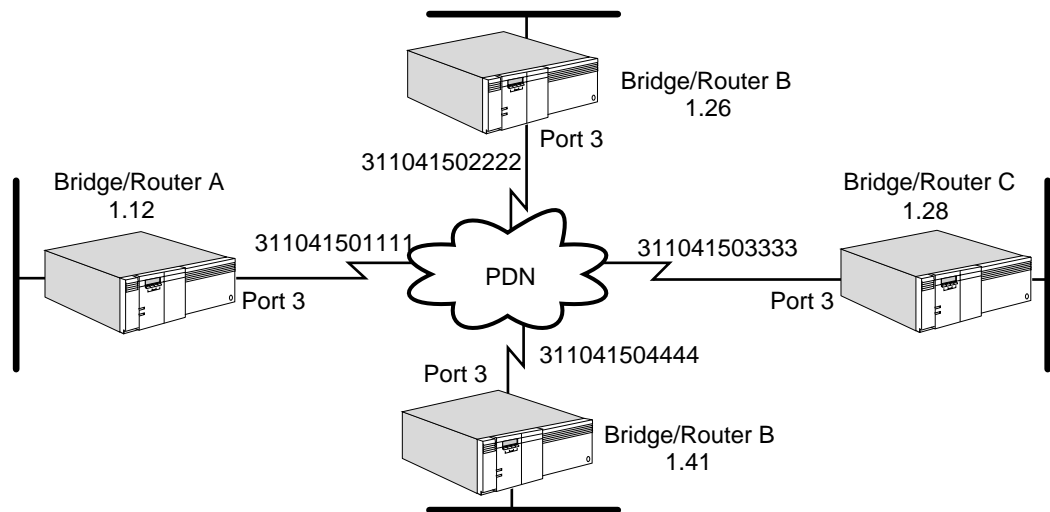 Bridge/Router B
1.26
Port 3
311041502222
Bridge/Router A
1.12
311041501111
Port 3
PDN
Bridge/Router C
1.28
311041503333
Port 3
311041504444
Port 3
Bridge/Router B
1.41